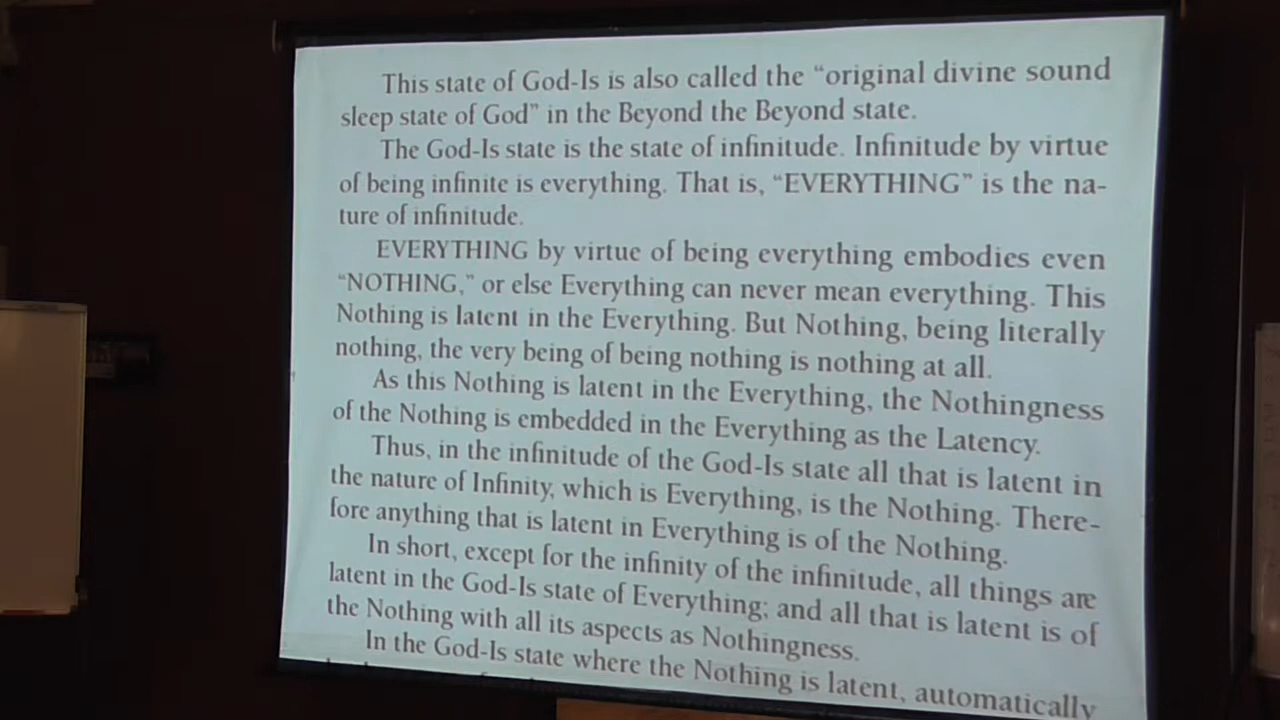 This state of God-Is is also called the “original divine sound
sleep state of God” in the Beyond the Beyond state.
The God-Is state is the state of infinitude. Infinitude by virtue
of being infinite is everything. That is, “EVERYTHING” is the na-
ture of infinitude.
EVERYTHING by virtue of being everything embodies even
“NOTHING,” or else Everything can never mean everything. This
Nothing is latent in the Everything. But Nothing, being literally
nothing, the very being of being nothing is nothing at all.
As this Nothing is latent in the Everything, the Nothingness
of the Nothing is embedded in the Everything as the Latency.
Thus, in the infinitude of the God-Is state all that is latent in
the nature of Infinity, which is Everything, is the Nothing. There-
fore anything that is latent in Everything is of the Nothing.
In short, except for the infinity of the infinitude, all things are
latent in the God-Is state of Everything; and all that is latent is of
the Nothing with all its aspects as Nothingness.
In the God-Is state where the Nothing is latent, automatically